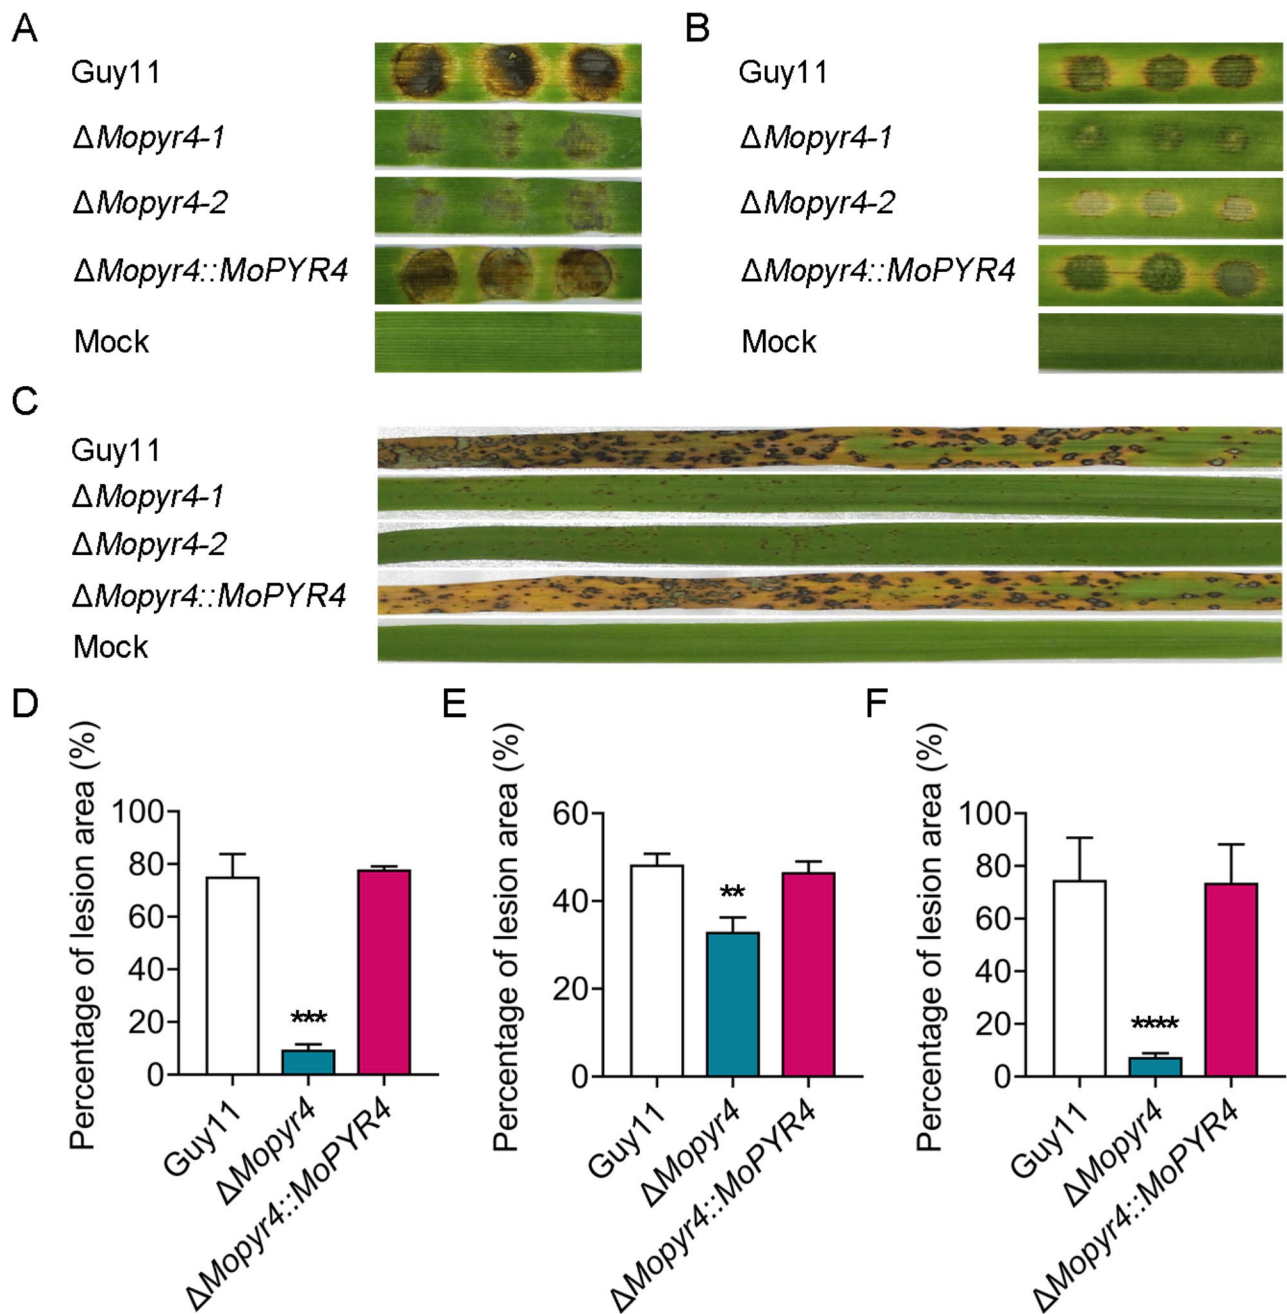 A
Guy11
ΔMopyr4-1
ΔMopyr4-2
ΔMopyr4::MoPYR4
Mock
B
Guy11
ΔMopyr4-1
ΔMopyr4-2
ΔMopyr4::MoPYR4
Mock
C
Guy11
ΔMopyr4-1
ΔMopyr4-2
ΔMopyr4::MoPYR4
Mock
D
Percentage of lesion area (%)
100
80
60
40
20
0
***
Guy11
ΔMopyr4
ΔMopyr4::MoPYR4
E
Percentage of lesion area (%)
60
40
20
0
**
Guy11
ΔMopyr4
ΔMopyr4::MoPYR4
F
Percentage of lesion area (%)
100
80
60
40
20
0
****
Guy11
ΔMopyr4
ΔMopyr4::MoPYR4